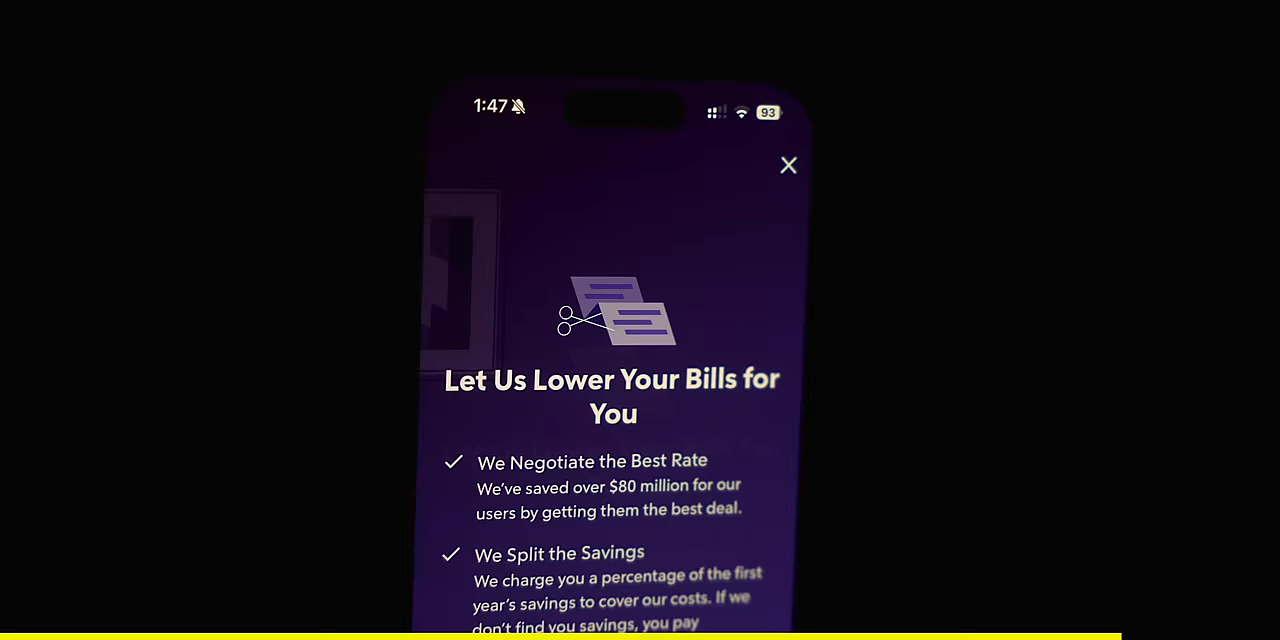 1:47
93
Let Us Lower Your Bills for
You
We Negotiate the Best Rate
We've saved over $80 million for our
users by getting them the best deal.
We Split the Savings
We charge you a percentage of the first
year's savings to cover our costs. If we
don't find you savings, you pay